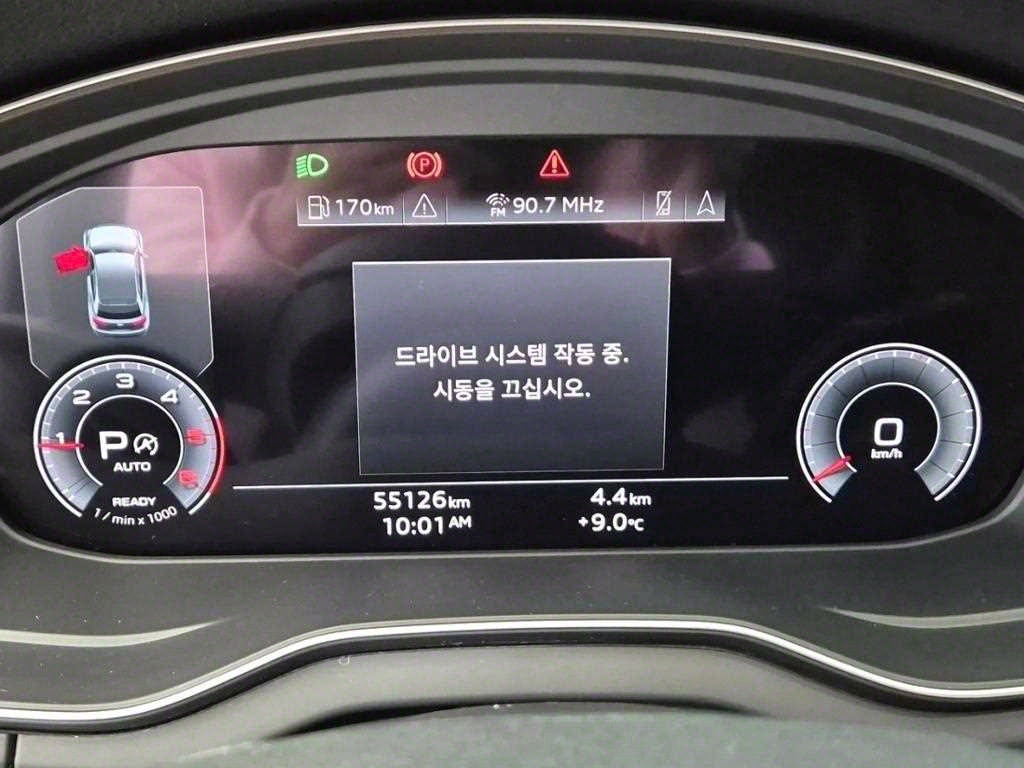 P
170km
FM 90.7 MHz
드라이브 시스템 작동 중.
시동을 끄십시오.
1 2 3 4 5 6
P A
AUTO
READY
1 / min x 1000
0
km/h
55126km
4.4km
10:01AM
+9.0°C